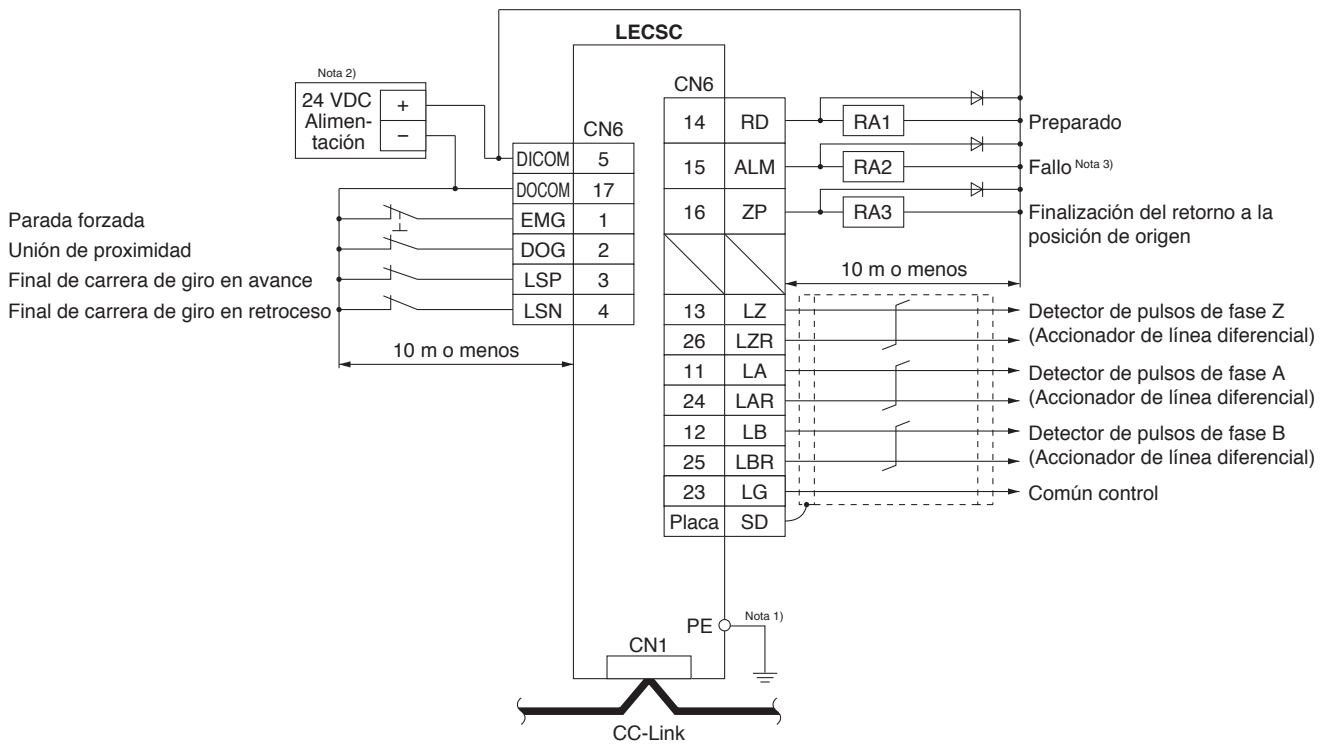 LECSC
Nota 2)
24 VDC
Alimen-
tación
+
−
CN6
DICOM 5
DOCOM 17
Parada forzada EMG 1
Unión de proximidad DOG 2
Final de carrera de giro en avance LSP 3
Final de carrera de giro en retroceso LSN 4
10 m o menos
CN6
14 RD RA1 Preparado
15 ALM RA2 Fallo Nota 3)
16 ZP RA3 Finalización del retorno a la
posición de origen
10 m o menos
13 LZ Detector de pulsos de fase Z
26 LZR (Accionador de línea diferencial)
11 LA Detector de pulsos de fase A
24 LAR (Accionador de línea diferencial)
12 LB Detector de pulsos de fase B
25 LBR (Accionador de línea diferencial)
23 LG Común control
Placa SD
PE Nota 1)
CN1
CC-Link